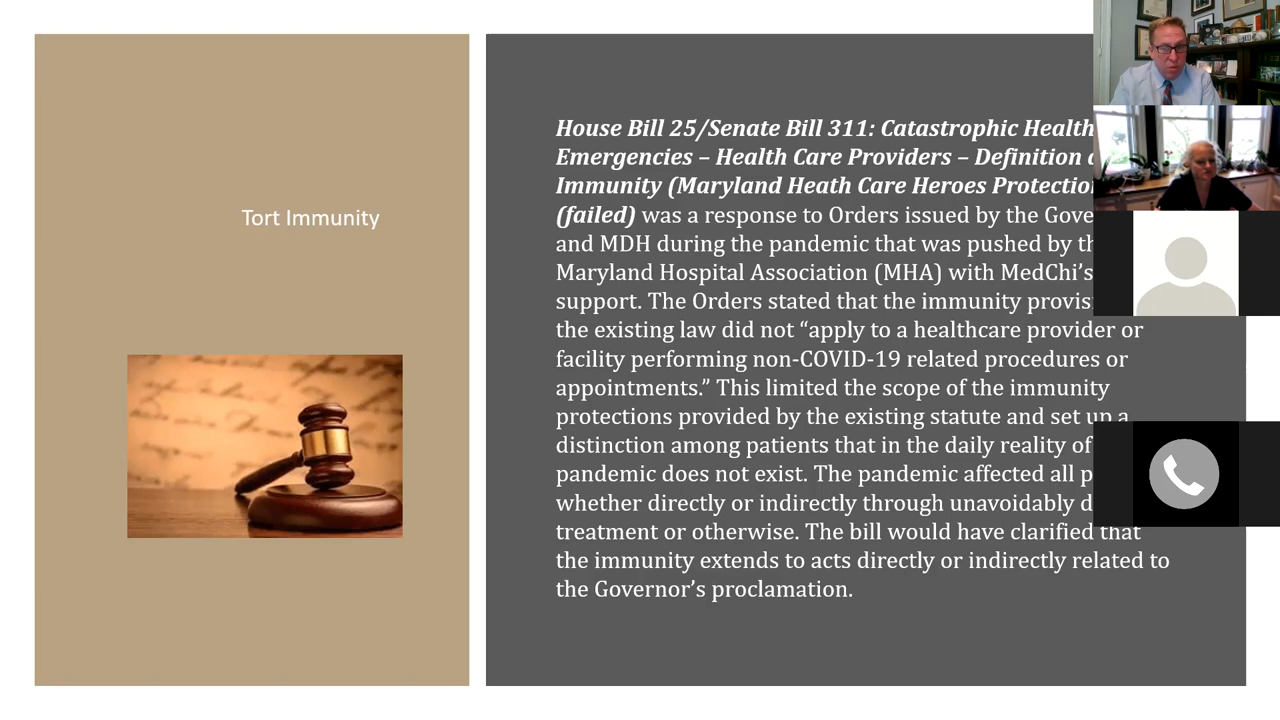 Tort Immunity
House Bill 25/Senate Bill 311: Catastrophic Health
Emergencies – Health Care Providers – Definition
Immunity (Maryland Heath Care Heroes Protection
(failed) was a response to Orders issued by the
and MDH during the pandemic that was pushed by
Maryland Hospital Association (MHA) with MedChi’s
support. The Orders stated that the immunity
the existing law did not “apply to a healthcare provider or
facility performing non-COVID-19 related procedures or
appointments.” This limited the scope of the immunity
protections provided by the existing statute and set up a
distinction among patients that in the daily reality of
pandemic does not exist. The pandemic affected all
whether directly or indirectly through unavoidably
treatment or otherwise. The bill would have clarified that
the immunity extends to acts directly or indirectly related to
the Governor’s proclamation.